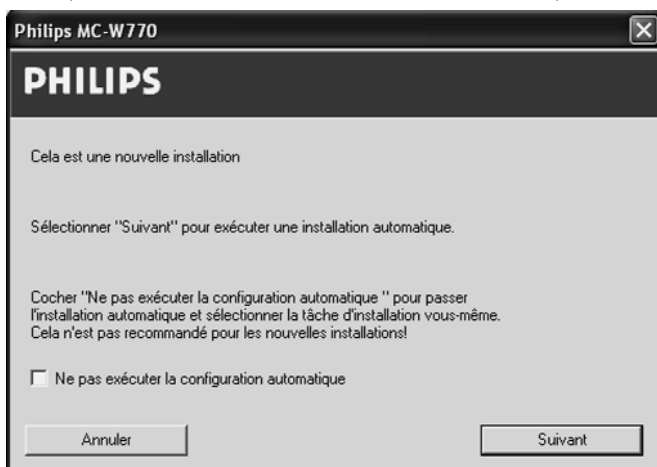 Philips MC-W770
PHILIPS
Cela est une nouvelle installation
Sélectionner "Suivant" pour exécuter une installation automatique.
Cocher "Ne pas exécuter la configuration automatique " pour passer
l'installation automatique et sélectionner la tâche d'installation vous-même.
Cela n'est pas recommandé pour les nouvelles installations!
Ne pas exécuter la configuration automatique
Annuler
Suivant